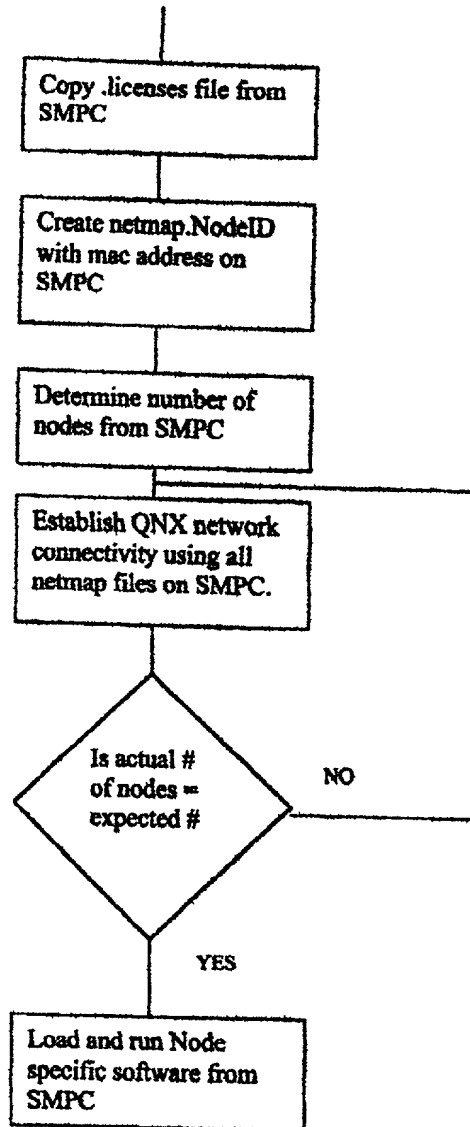 Copy .licenses file from
SMPC
Create netmap.NodeID
with mac address on
SMPC
Determine number of
nodes from SMPC
Establish QNX network
connectivity using all
netmap files on SMPC.
Is actual #
of nodes =
expected #
NO
YES
Load and run Node
specific software from
SMPC